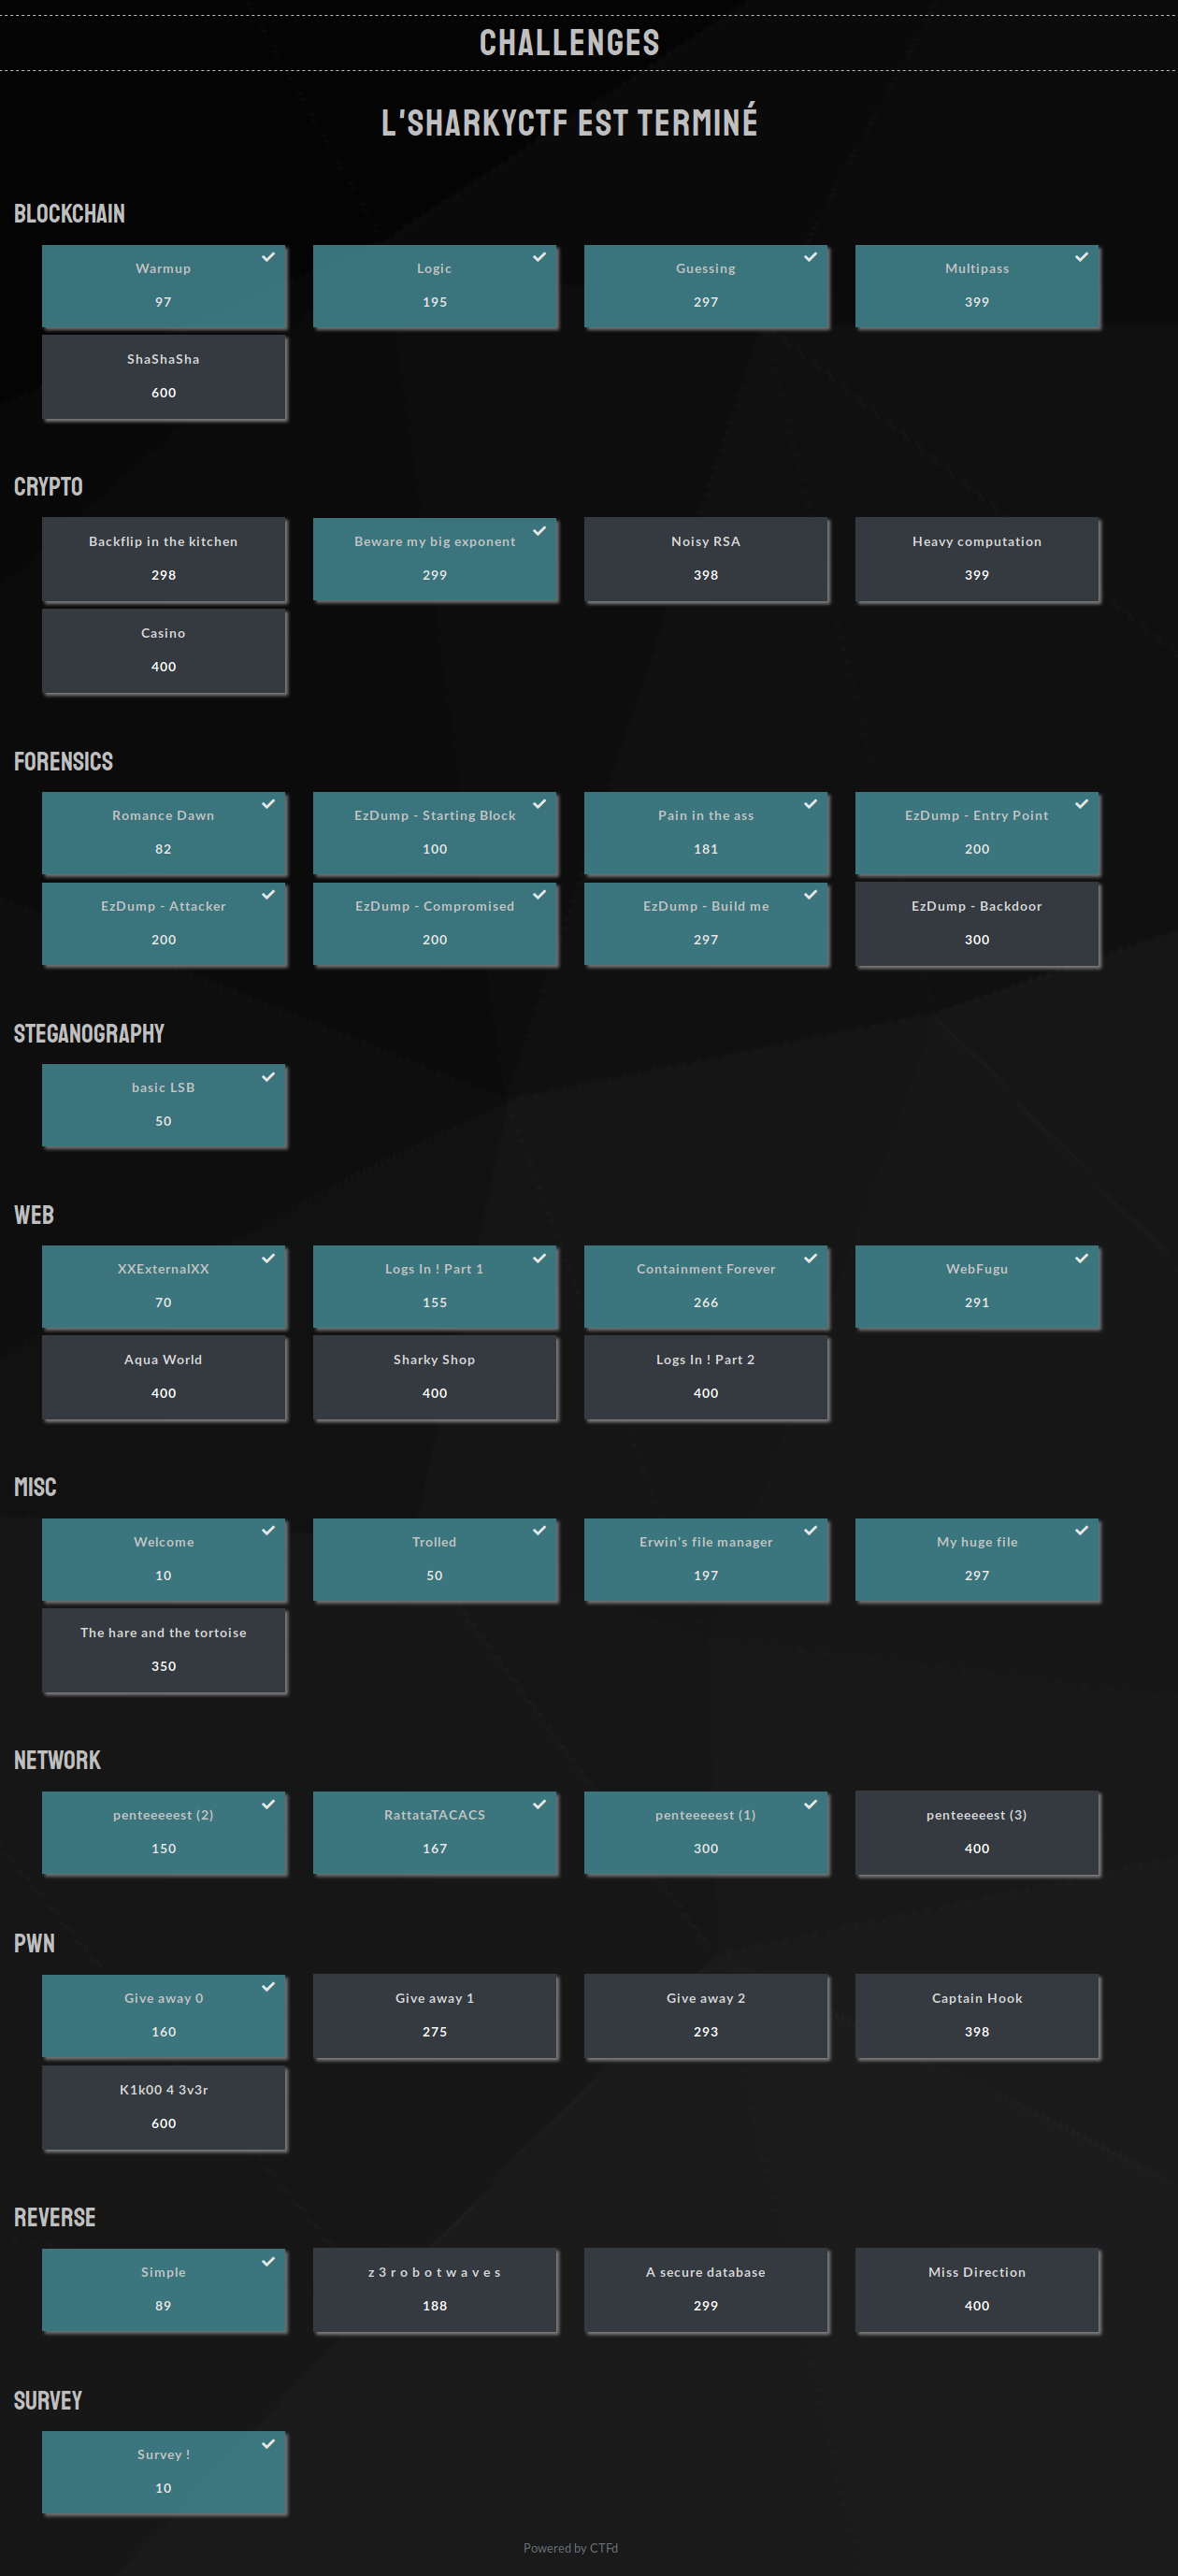 CHALLENGES
L'SHARKYCTF EST TERMINÉ
BLOCKCHAIN
Warmup
97
Logic
195
Guessing
297
Multipass
399
ShaShaSha
600
CRYPTO
Backflip in the kitchen
298
Beware my big exponent
299
Noisy RSA
398
Heavy computation
399
Casino
400
FORENSICS
Romance Dawn
82
EzDump - Starting Block
100
Pain in the ass
181
EzDump - Entry Point
200
EzDump - Attacker
200
EzDump - Compromised
200
EzDump - Build me
297
EzDump - Backdoor
300
STEGANOGRAPHY
basic LSB
50
WEB
XXExternalXX
70
Logs In ! Part 1
155
Containment Forever
266
WebFugu
291
Aqua World
400
Sharky Shop
400
Logs In ! Part 2
400
MISC
Welcome
10
Trolled
50
Erwin's file manager
197
My huge file
297
The hare and the tortoise
350
NETWORK
penteeeeest (2)
150
RattataTACACS
167
penteeeeest (1)
300
penteeeeest (3)
400
PWN
Give away 0
160
Give away 1
275
Give away 2
293
Captain Hook
398
K1k00 4 3v3r
600
REVERSE
Simple
89
z 3 r o b o t w a v e s
188
A secure database
299
Miss Direction
400
SURVEY
Survey !
10
Powered by CTFd